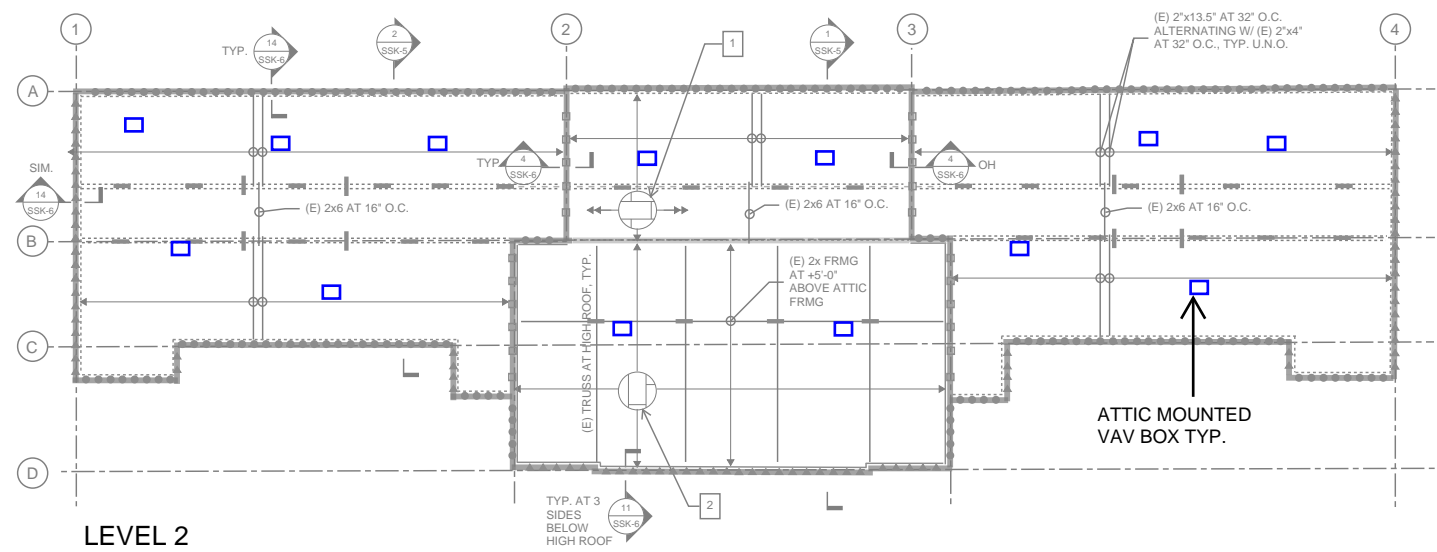 1
2
3
4
A
B
C
D
TYP.
14
SSK-6
2
SSK-5
1
1
SSK-5
(E) 2"x13.5" AT 32" O.C.
ALTERNATING W/ (E) 2"x4"
AT 32" O.C., TYP. U.N.O.
SIM.
14
SSK-6
TYP.
4
SSK-6
4
SSK-6
OH
(E) 2x6 AT 16" O.C.
(E) 2x6 AT 16" O.C.
(E) 2x6 AT 16" O.C.
(E) TRUSS AT HIGH ROOF, TYP.
(E) 2x FRMG
AT +5'-0"
ABOVE ATTIC
FRMG
ATTIC MOUNTED
VAV BOX TYP.
TYP. AT 3
SIDES
BELOW
HIGH ROOF
11
SSK-6
2
LEVEL 2